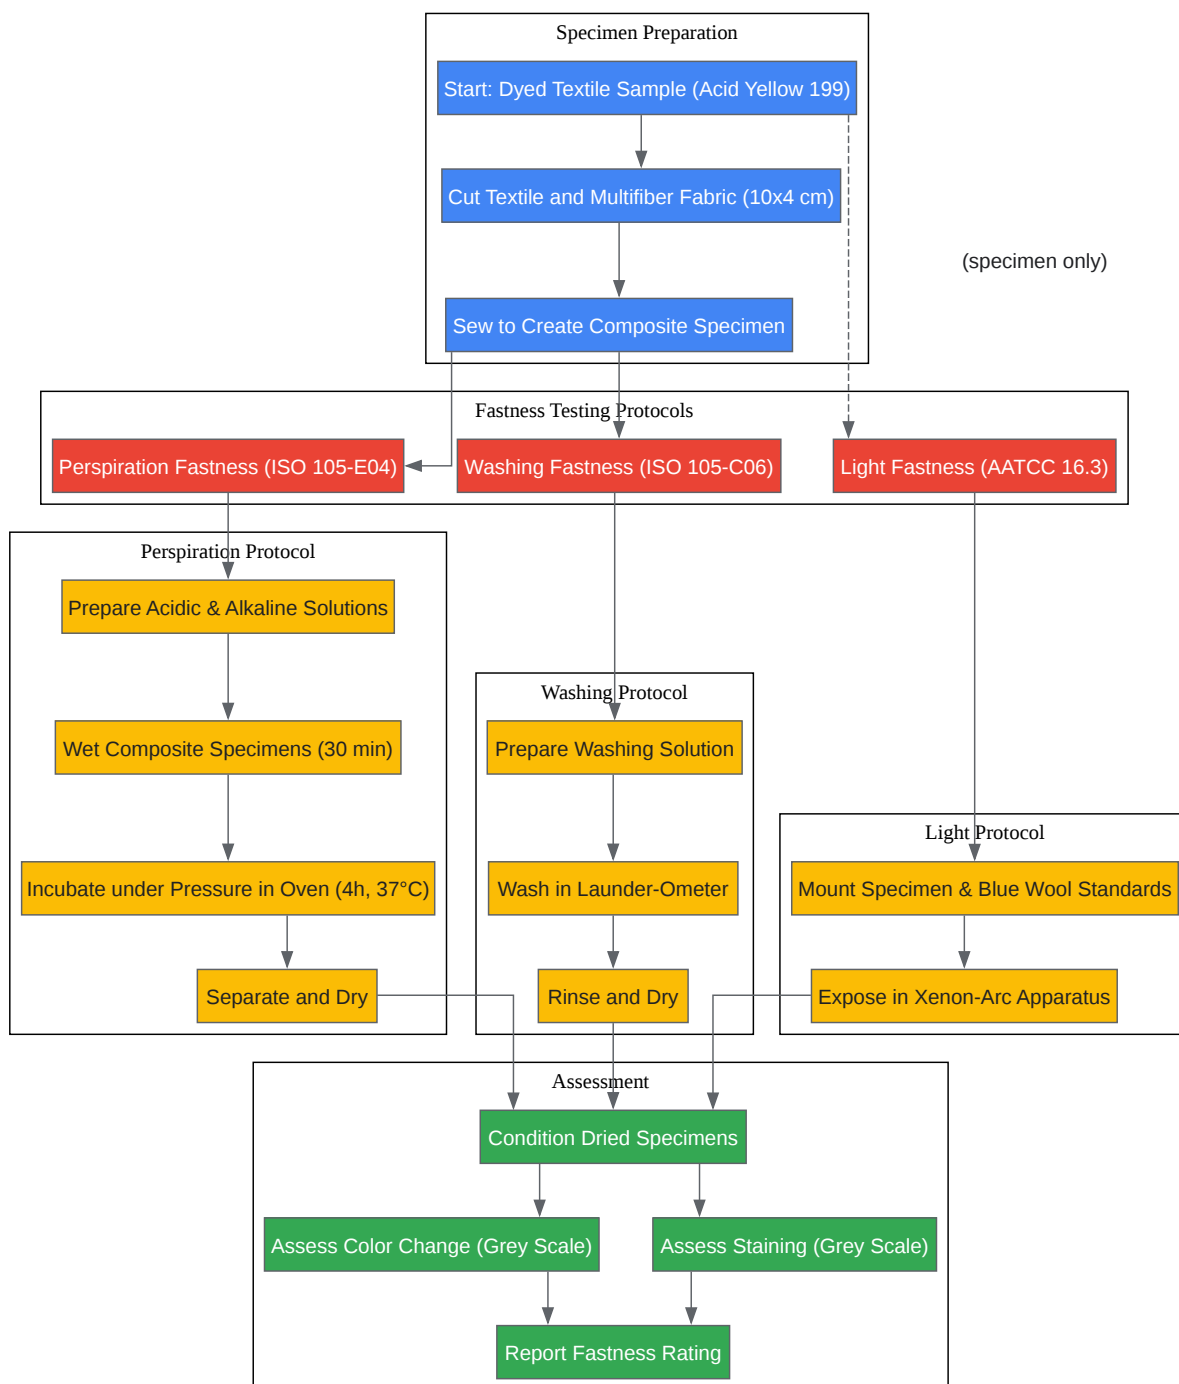 Specimen Preparation
Start: Dyed Textile Sample (Acid Yellow 199)
Cut Textile and Multifiber Fabric (10x4 cm)
(specimen only)
Sew to Create Composite Specimen
Fastness Testing Protocols
Perspiration Fastness (ISO 105-E04)
Washing Fastness (ISO 105-C06)
Light Fastness (AATCC 16.3)
Perspiration Protocol
Prepare Acidic & Alkaline Solutions
Wet Composite Specimens (30 min)
Incubate under Pressure in Oven (4h, 37°C)
Separate and Dry
Washing Protocol
Prepare Washing Solution
Wash in Launder-Ometer
Rinse and Dry
Light Protocol
Mount Specimen & Blue Wool Standards
Expose in Xenon-Arc Apparatus
Assessment
Condition Dried Specimens
Assess Color Change (Grey Scale)
Assess Staining (Grey Scale)
Report Fastness Rating